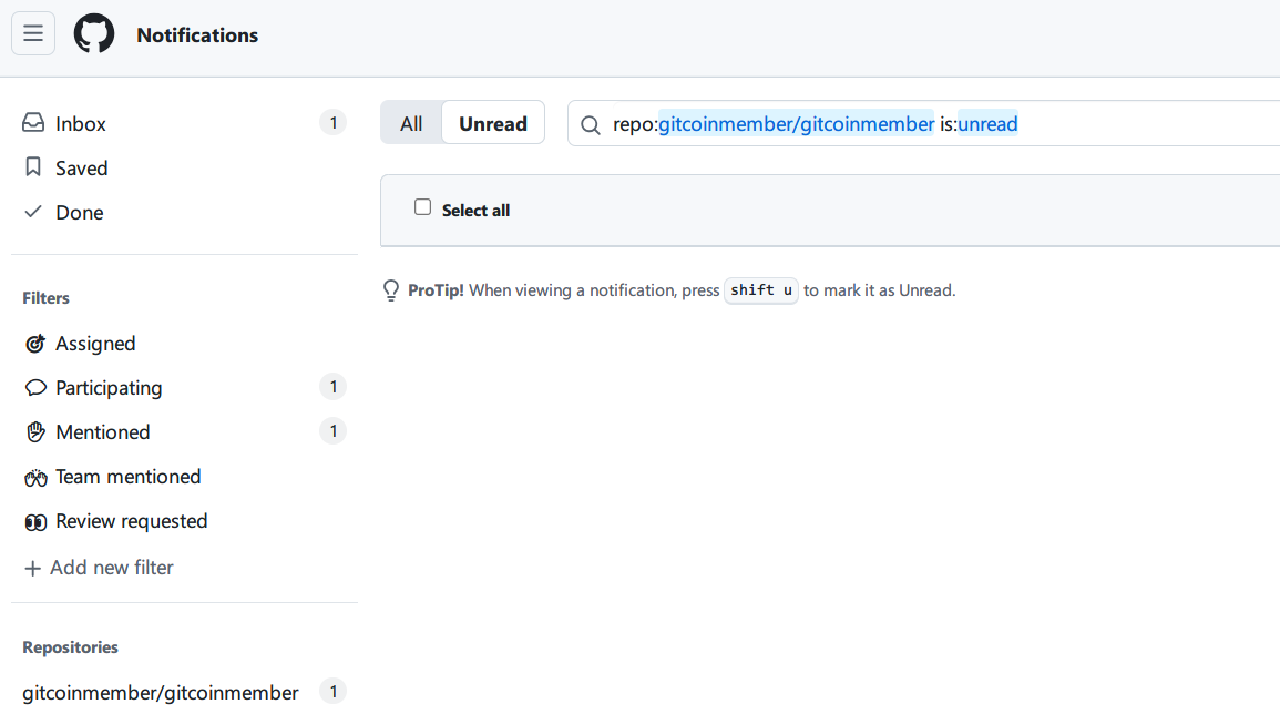 Notifications
Inbox 1
Saved
Done
Filters
Assigned
Participating 1
Mentioned 1
Team mentioned
Review requested
Add new filter
Repositories
gitcoinmember/gitcoinmember 1
All Unread repo:gitcoinmember/gitcoinmember is:unread
Select all
ProTip! When viewing a notification, press shift u to mark it as Unread.